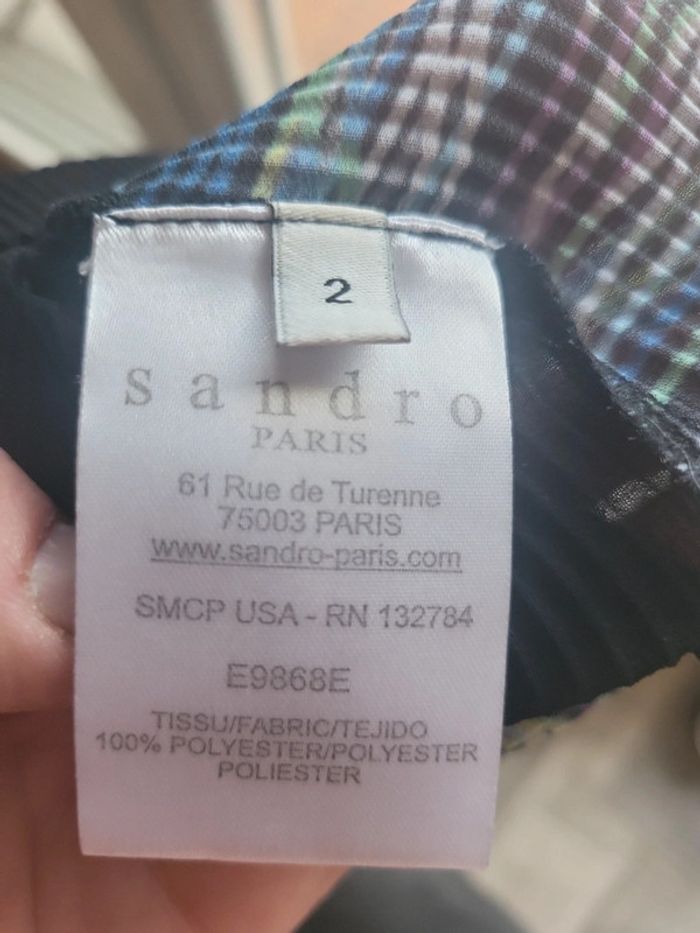 2
sandro
PARIS
61 Rue de Turenne
75003 PARIS
www.sandro-paris.com
SMCP USA - RN 132784
E9868E
TISSU/FABRIC/TEJIDO
100% POLYESTER/POLYESTER
POLIESTER